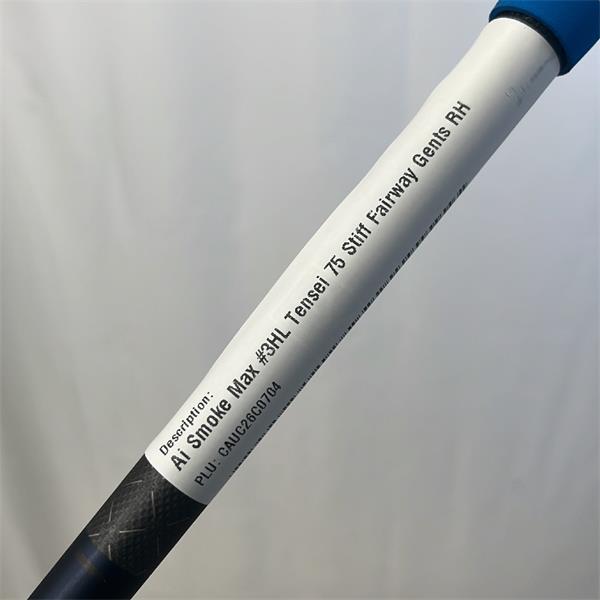 Description:
Ai Smoke Max #3HL Tensei 75 Stiff Fairway Gents RH
PLU: CAUC26C0704